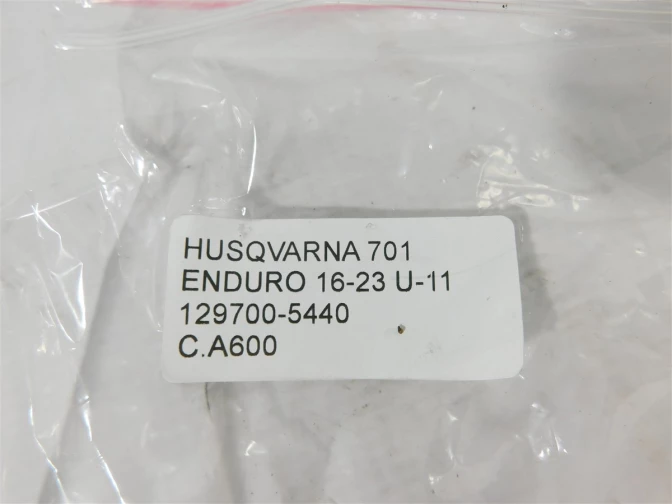 HUSQVARNA 701
ENDURO 16-23 U-11
129700-5440
C.A600